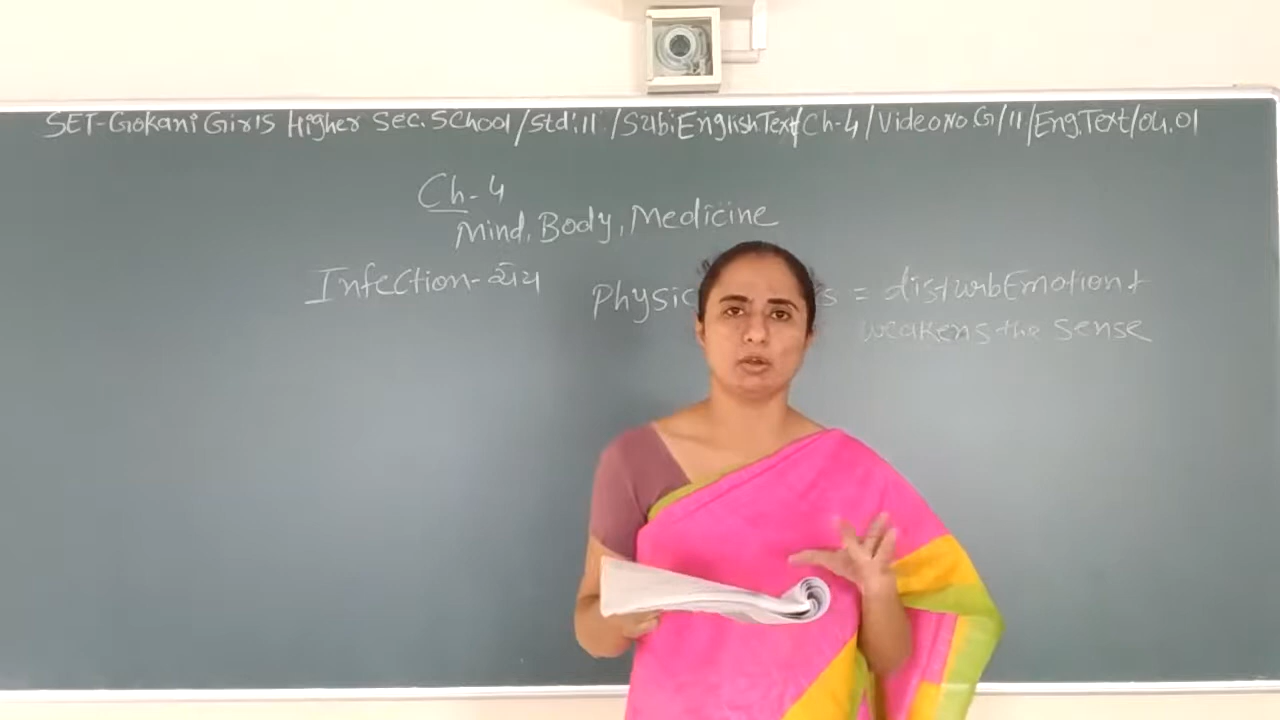 SET-Gokani Girls Higher Sec. School/Std:11/Sub:English Text/Ch-4/Video No.G/11/Eng.Text/04.01
Ch-4
Mind, Body, Medicine
Infection-ચેપ
Physic = disturb Emotion &
weakens the sense